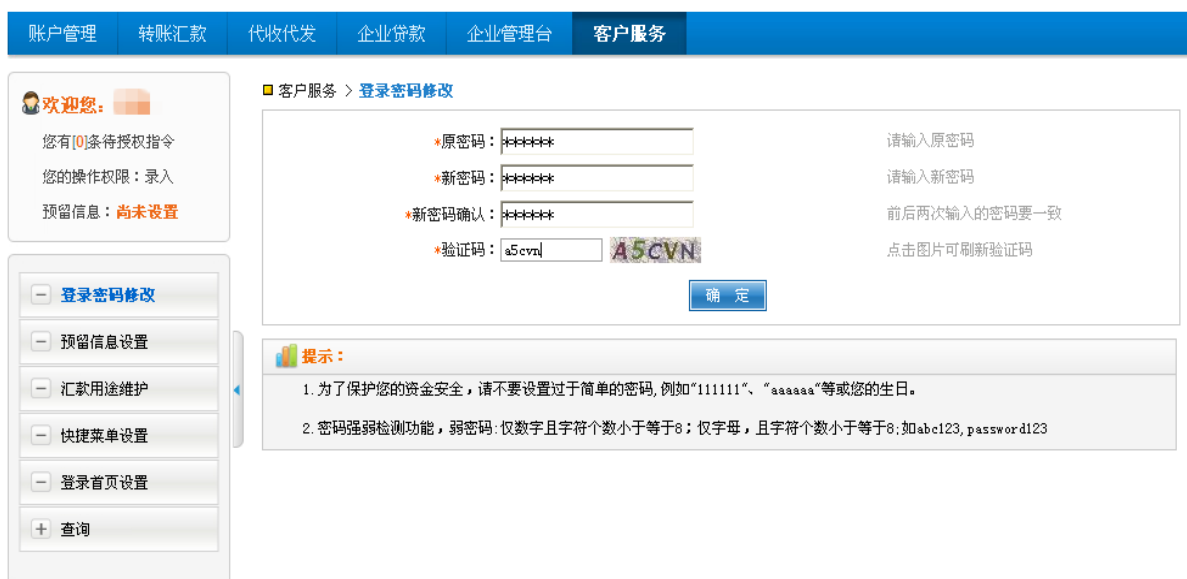 账户管理 转账汇款 代收代发 企业贷款 企业管理台 客户服务
欢迎您：
您有[0]条待授权指令
您的操作权限：录入
预留信息：尚未设置
登录密码修改
预留信息设置
汇款用途维护
快捷菜单设置
登录首页设置
查询
客户服务 > 登录密码修改
*原密码：****** 请输入原密码
*新密码：****** 请输入新密码
*新密码确认：****** 前后两次输入的密码要一致
*验证码：a5cvn A5CVN 点击图片可刷新验证码
确 定
提示：
1.为了保护您的资金安全，请不要设置过于简单的密码,例如"111111"、"aaaaaa"等或您的生日。
2.密码强弱检测功能，弱密码:仅数字且字符个数小于等于8；仅字母，且字符个数小于等于8;如abc123,password123